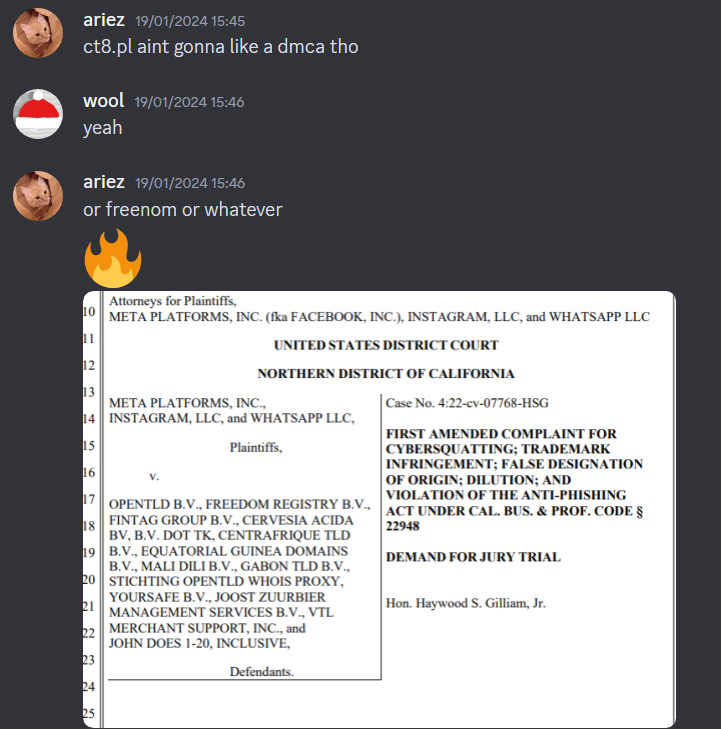 ariez 19/01/2024 15:45
ct8.pl aint gonna like a dmca tho
wool 19/01/2024 15:46
yeah
ariez 19/01/2024 15:46
or freenom or whatever
Attorneys for Plaintiffs,
10 META PLATFORMS, INC. (fka FACEBOOK, INC.), INSTAGRAM, LLC, and WHATSAPP LLC
11 UNITED STATES DISTRICT COURT
12 NORTHERN DISTRICT OF CALIFORNIA
13 META PLATFORMS, INC.,
14 INSTAGRAM, LLC, and WHATSAPP LLC,
15 Plaintiffs,
16 v.
17 OPENTLD B.V., FREEDOM REGISTRY B.V.,
18 FINTAG GROUP B.V., CERVESIA ACIDA
BV, B.V. DOT TK, CENTRAFRIQUE TLD
19 B.V., EQUATORIAL GUINEA DOMAINS
B.V., MALI DILI B.V., GABON TLD B.V.,
20 STICHTING OPENTLD WHOIS PROXY,
21 YOURSAFE B.V., JOOST ZUURBIER
MANAGEMENT SERVICES B.V., VTL
22 MERCHANT SUPPORT, INC., and
JOHN DOES 1-20, INCLUSIVE,
23 Defendants.
24
25
Case No. 4:22-cv-07768-HSG
FIRST AMENDED COMPLAINT FOR
CYBERSQUATTING; TRADEMARK
INFRINGEMENT; FALSE DESIGNATION
OF ORIGIN; DILUTION; AND
VIOLATION OF THE ANTI-PHISHING
ACT UNDER CAL. BUS. & PROF. CODE §
22948
DEMAND FOR JURY TRIAL
Hon. Haywood S. Gilliam, Jr.